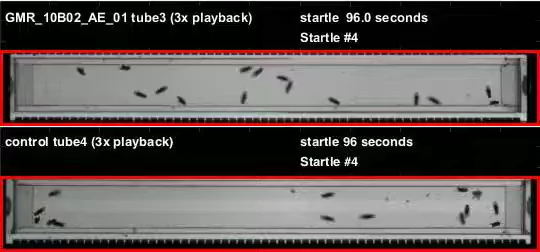 GMR_10B02_AE_01 tube3 (3x playback)
startle  96.0 seconds
Startle #4
control tube4 (3x playback)
startle 96 seconds
Startle #4